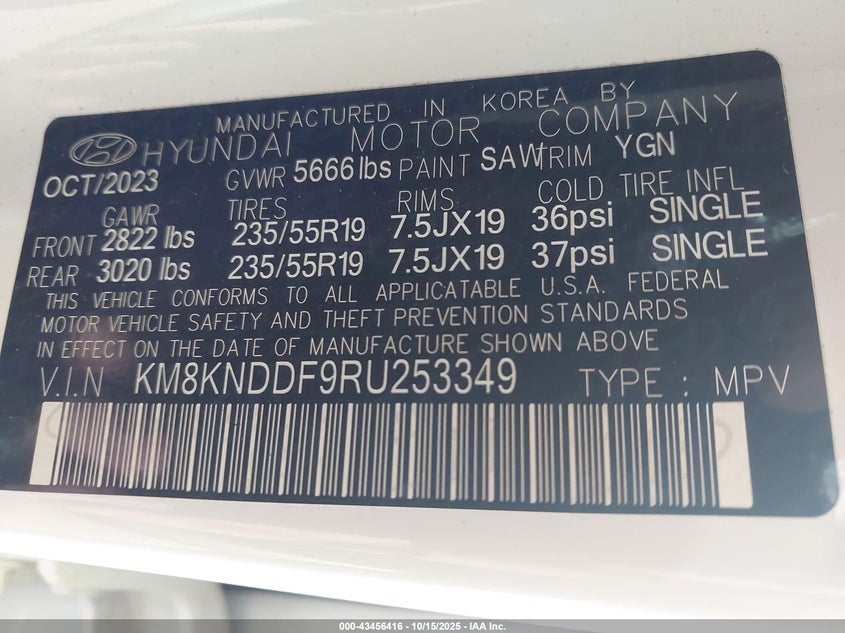 MANUFACTURED IN KOREA BY
HYUNDAI MOTOR COMPANY
OCT/2023 GVWR 5666 lbs PAINT SAW TRIM YGN
GAWR TIRES RIMS COLD TIRE INFL
FRONT 2822 lbs 235/55R19 7.5JX19 36psi SINGLE
REAR 3020 lbs 235/55R19 7.5JX19 37psi SINGLE
THIS VEHICLE CONFORMS TO ALL APPLICATABLE U.S.A. FEDERAL
MOTOR VEHICLE SAFETY AND THEFT PREVENTION STANDARDS
IN EFFECT ON THE DATE OF MANUFACTURE SHOWN ABOVE
V.I.N KM8KNDDF9RU253349 TYPE : MPV
000-43456416 - 10/15/2025 - IAA Inc.